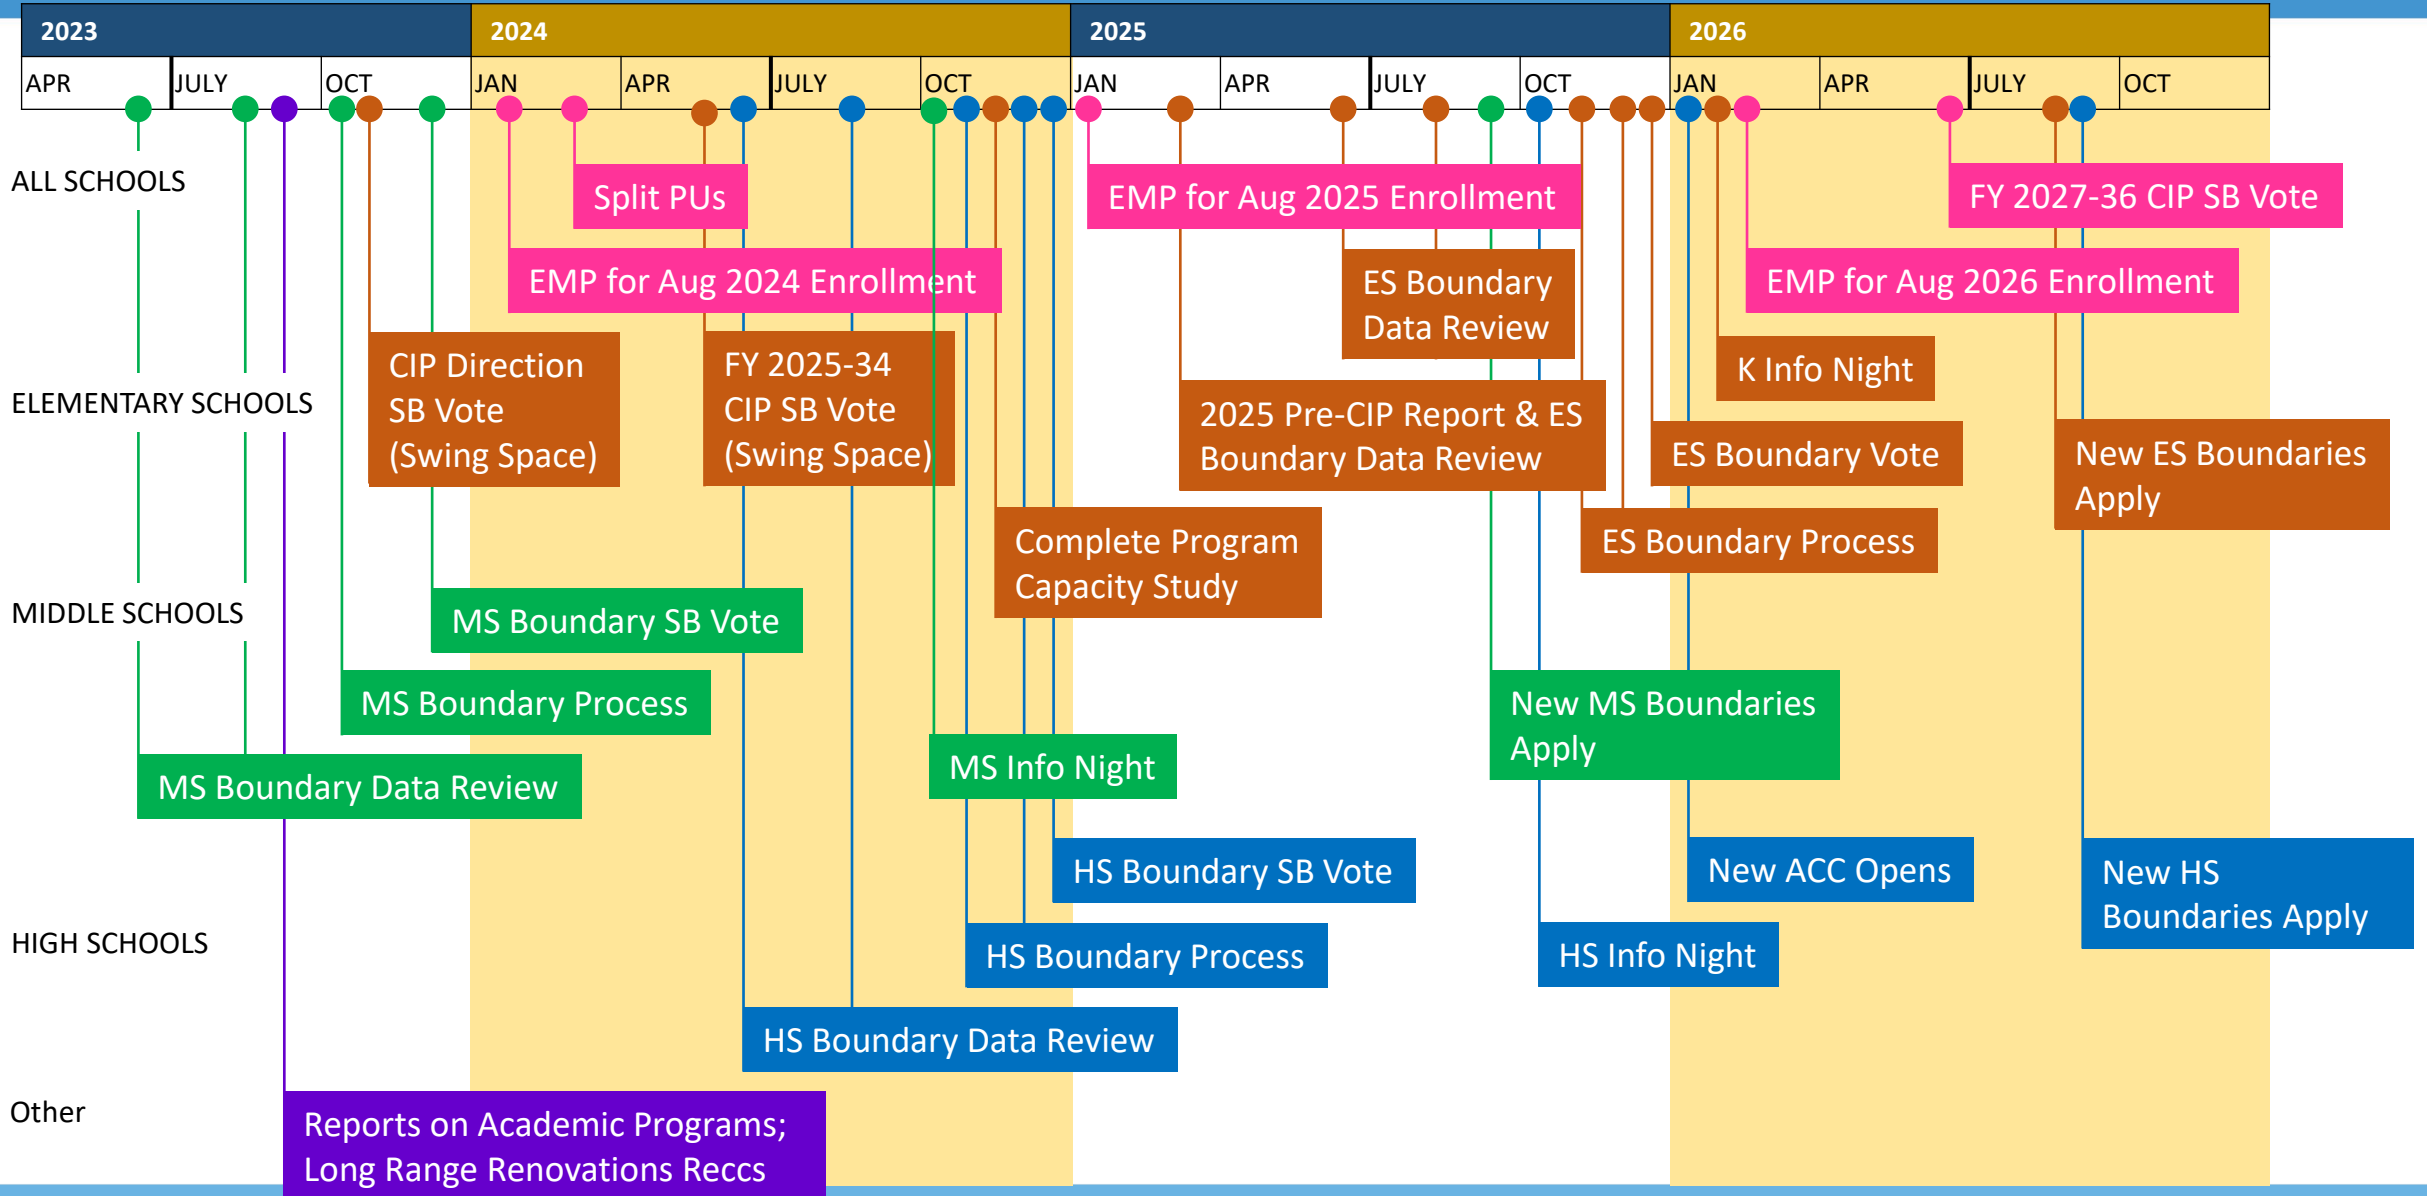 2023
2024
2025
2026
APR
JULY
OCT
JAN
APR
JULY
OCT
JAN
APR
JULY
OCT
JAN
APR
JULY
OCT
ALL SCHOOLS
Split PUs
EMP for Aug 2025 Enrollment
FY 2027-36 CIP SB Vote
EMP for Aug 2024 Enrollment
ES Boundary
Data Review
EMP for Aug 2026 Enrollment
ELEMENTARY SCHOOLS
CIP Direction
SB Vote
(Swing Space)
FY 2025-34
CIP SB Vote
(Swing Space)
2025 Pre-CIP Report & ES
Boundary Data Review
K Info Night
ES Boundary Vote
New ES Boundaries
Apply
Complete Program
Capacity Study
ES Boundary Process
MIDDLE SCHOOLS
MS Boundary SB Vote
MS Boundary Process
MS Boundary Data Review
MS Info Night
New MS Boundaries
Apply
HIGH SCHOOLS
HS Boundary SB Vote
New ACC Opens
New HS
Boundaries Apply
HS Boundary Process
HS Info Night
HS Boundary Data Review
Other
Reports on Academic Programs;
Long Range Renovations Reccs